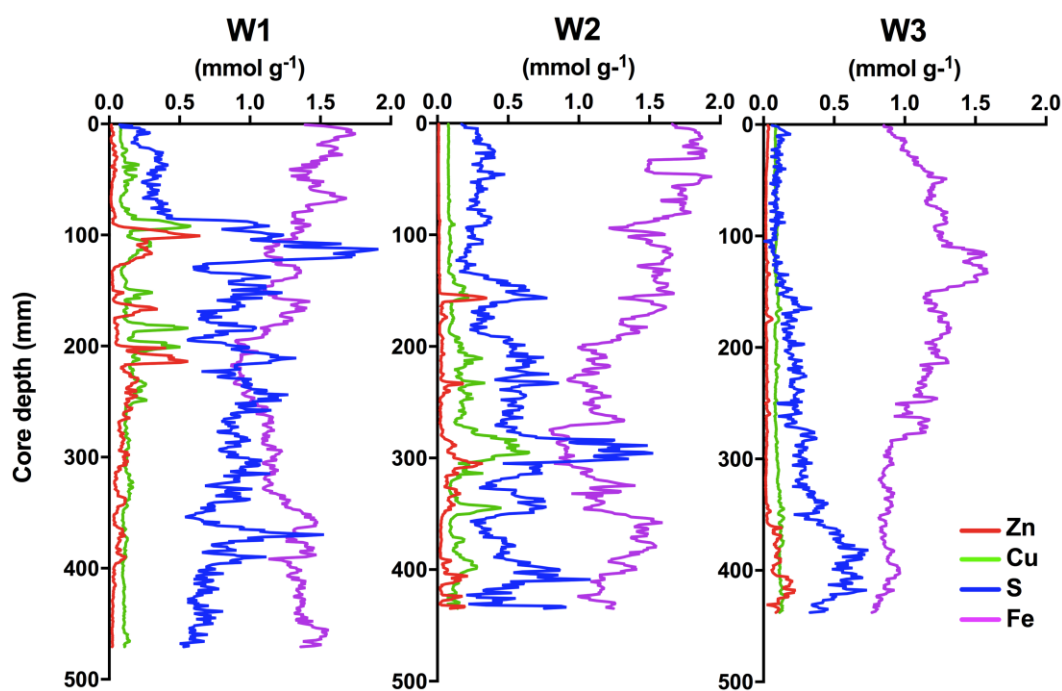 W1 W2 W3
(mmol g⁻¹) (mmol g⁻¹) (mmol g-¹)
0.0 0.5 1.0 1.5 2.0 0.0 0.5 1.0 1.5 2.0 0.0 0.5 1.0 1.5 2.0
0 0 0
100 100 100
200 200 200
300 300 300
400 400 400
500 500 500
Core depth (mm)
Zn
Cu
S
Fe